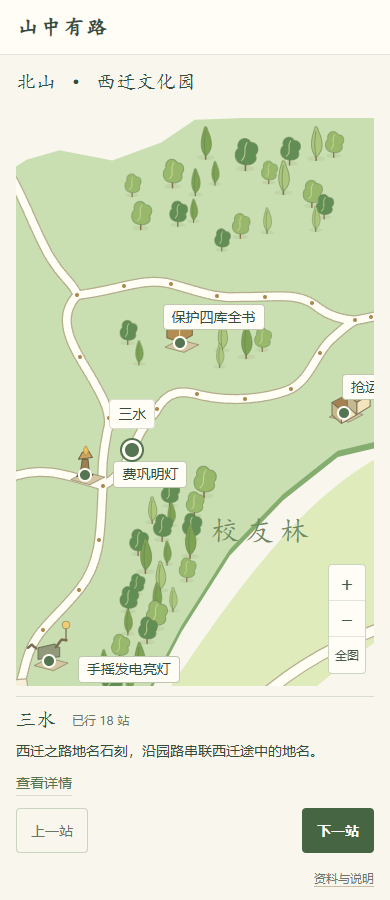 山中有路
北山 • 西迁文化园
保护四库全书
抢运
三水
费巩明灯
校友林
+
−
全图
手摇发电亮灯
三水 已行 18 站
西迁之路地名石刻，沿园路串联西迁途中的地名。
查看详情
上一站
下一站
资料与说明